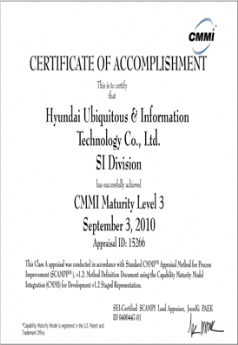 CMMI
CERTIFICATE OF ACCOMPLISHMENT
This is to certify
that
Hyundai Ubiquitous & Information
Technology Co., Ltd.
SI Division
has successfully achieved
CMMI Maturity Level 3
September 3, 2010
Appraisal ID: 15266
This Class A appraisal was conducted in accordance with Standard CMMI® Appraisal Method for Process
Improvement (SCAMPI℠), v1.2: Method Definition Document using the Capability Maturity Model
Integration (CMMI) for Development v1.2 Staged Representation.
SEI-Certified SCAMPI Lead Appraiser, JoonRo PAEK
ID 0400447-01
*Capability Maturity Model is registered in the U.S. Patent and
Trademark Office.